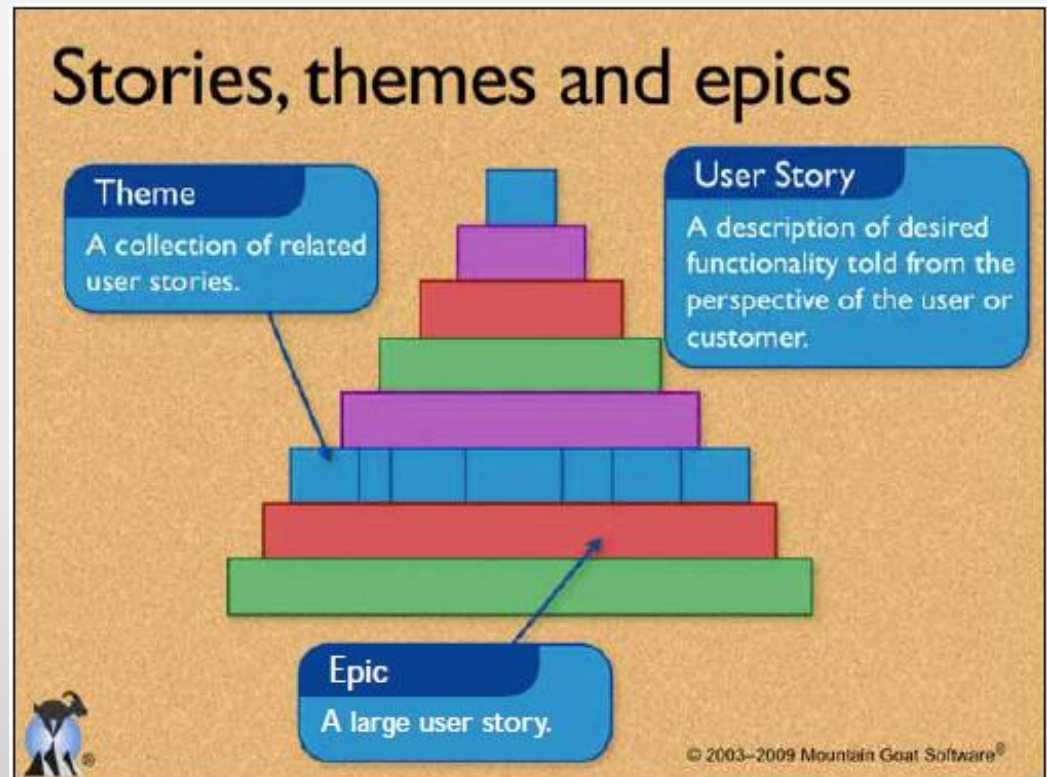 Stories, themes and epics
Theme
A collection of related
user stories.
User Story
A description of desired
functionality told from the
perspective of the user or
customer.
Epic
A large user story.
® © 2003–2009 Mountain Goat Software®